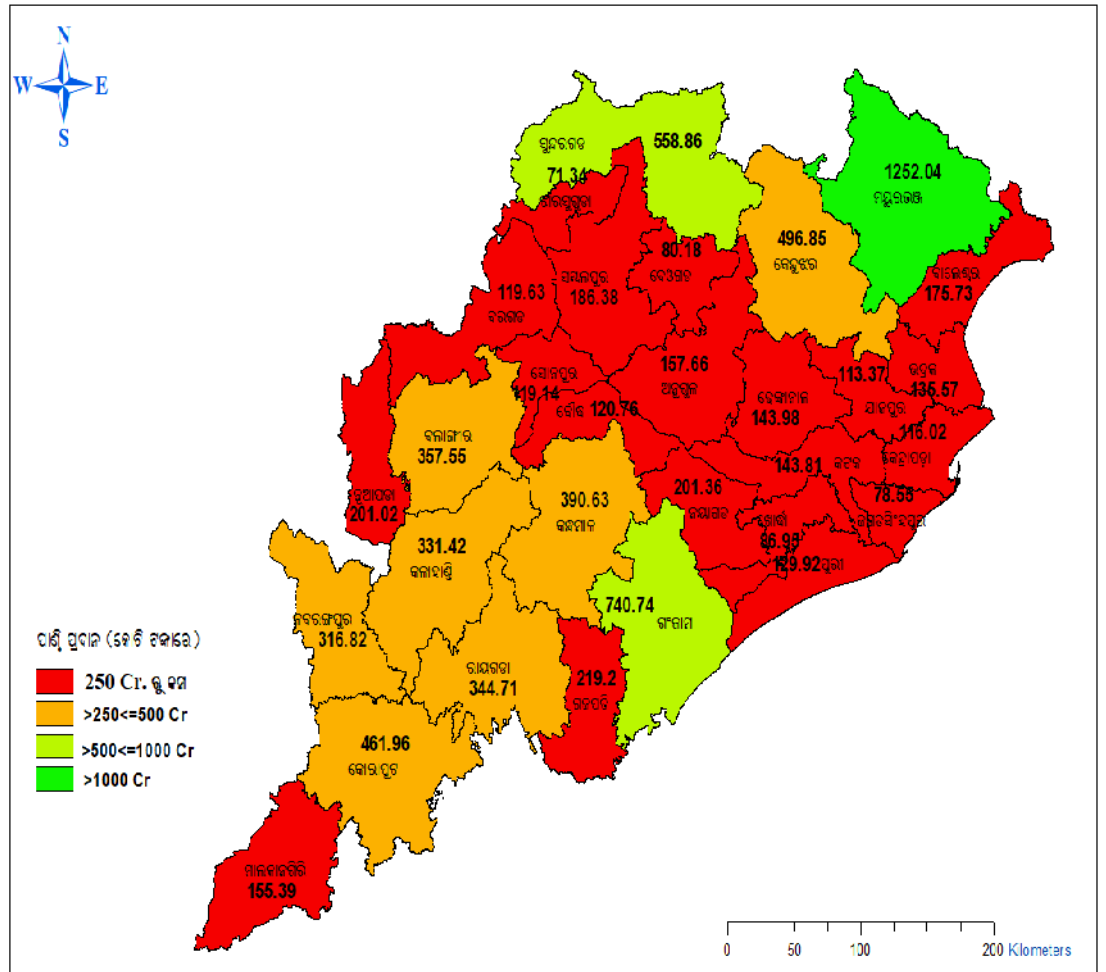 N
W E
S
558.86
ସୁନ୍ଦରଗଡ
71.34
ଝାରସୁଗୁଡା
1252.04
ମୟୁରଭଞ୍ଜ
496.85
କେନ୍ଦୁଝର
80.18
ଦେଓଗଡ
ସମ୍ବଲପୁର
186.38
119.63
ବରଗଡ
ବାଲେଶ୍ୱର
175.73
157.66
ଅନୁଗୁଳ
ସୋନପୁର
119.14
ବୌଦ୍ଧ 120.76
ଢେଙ୍କାନାଳ
143.98
113.37
ଯାଜପୁର
ଭଦ୍ରକ
135.57
116.02
କେନ୍ଦ୍ରାପଡ଼ା
ବଲାଙ୍ଗୀର
357.55
143.81 କଟକ
ନୂଆପଡା
201.02
390.63
କନ୍ଧମାଳ
201.36
ନୟାଗଡ
78.55
ଜଗତସିଂହପୁର
ଖୋର୍ଦ୍ଧା
86.95
129.92 ପୁରୀ
331.42
କଳାହାଣ୍ଡି
740.74
ଗଂଜାମ
ନବରଙ୍ଗପୁର
316.82
ରାୟଗଡା
344.71
219.2
ଗଜପତି
461.96
କୋରାପୁଟ
ମାଲକାନଗିରି
155.39
ପାଣ୍ଠି ପ୍ରଦାନ (କୋଟି ଟଙ୍କାରେ)
250 Cr. ରୁ କମ
>250<=500 Cr
>500<=1000 Cr
>1000 Cr
0 50 100 200 Kilometers